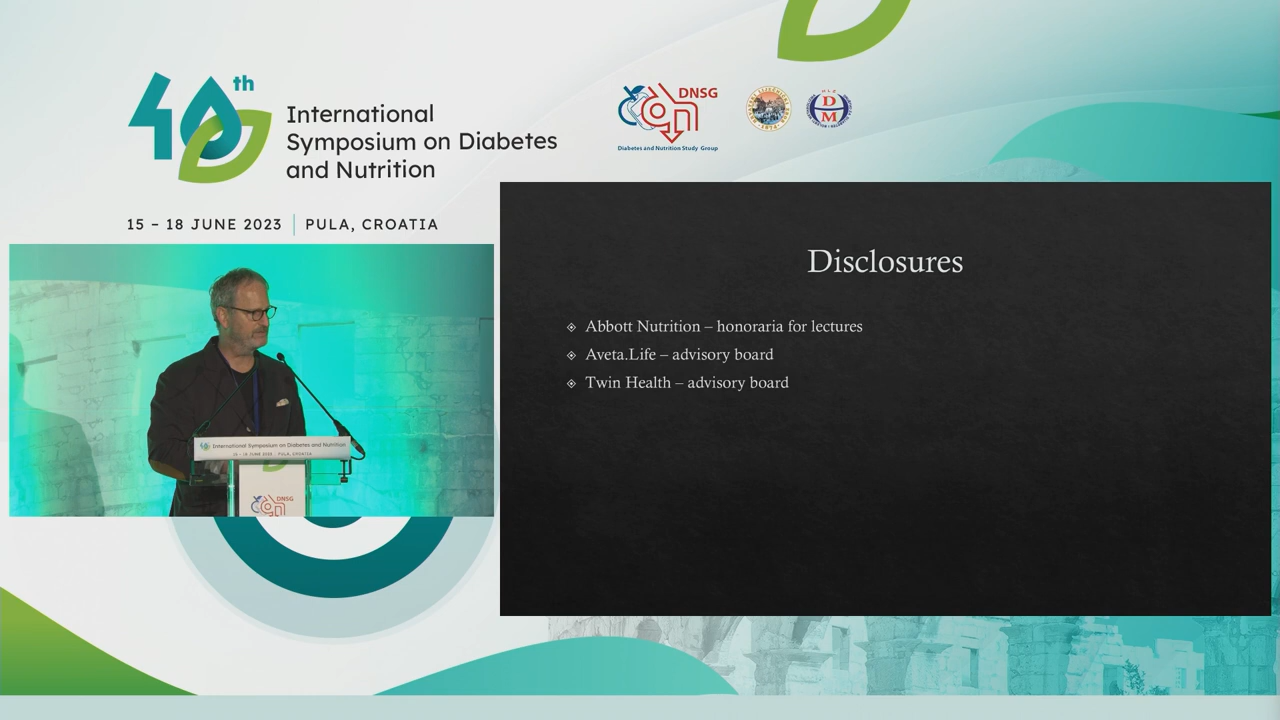 40th
International
Symposium on Diabetes
and Nutrition
15 – 18 JUNE 2023 | PULA, CROATIA
DNSG
Diabetes and Nutrition Study Group
D
M
Disclosures
Abbott Nutrition – honoraria for lectures
Aveta.Life – advisory board
Twin Health – advisory board
International Symposium on Diabetes and Nutrition
15 – 18 JUNE 2023 PULA, CROATIA
DNSG